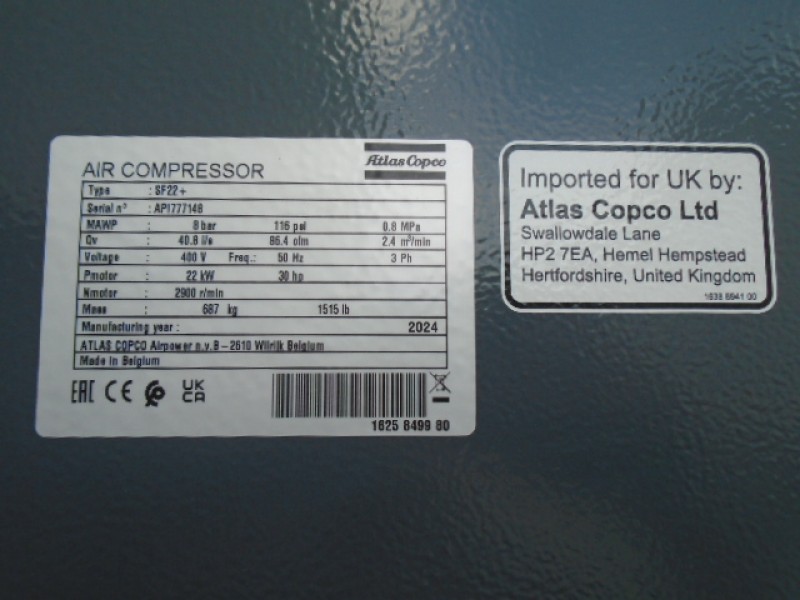 Atlas Copco
AIR COMPRESSOR
Type : SF22+
Serial n° : API777148
MAWP : 8 bar 116 psi 0.8 MPa
Qv : 40.8 l/s 86.4 cfm 2.4 m³/min
Voltage : 400 V Freq.: 50 Hz 3 Ph
Pmotor : 22 kW 30 hp
Nmotor : 2900 r/min
Mass : 687 kg 1515 lb
Manufacturing year : 2024
ATLAS COPCO Airpower n.v. B - 2610 Wilrijk Belgium
Made in Belgium
EAC CE UK CA
1625 8499 80
Imported for UK by:
Atlas Copco Ltd
Swallowdale Lane
HP2 7EA, Hemel Hempstead
Hertfordshire, United Kingdom